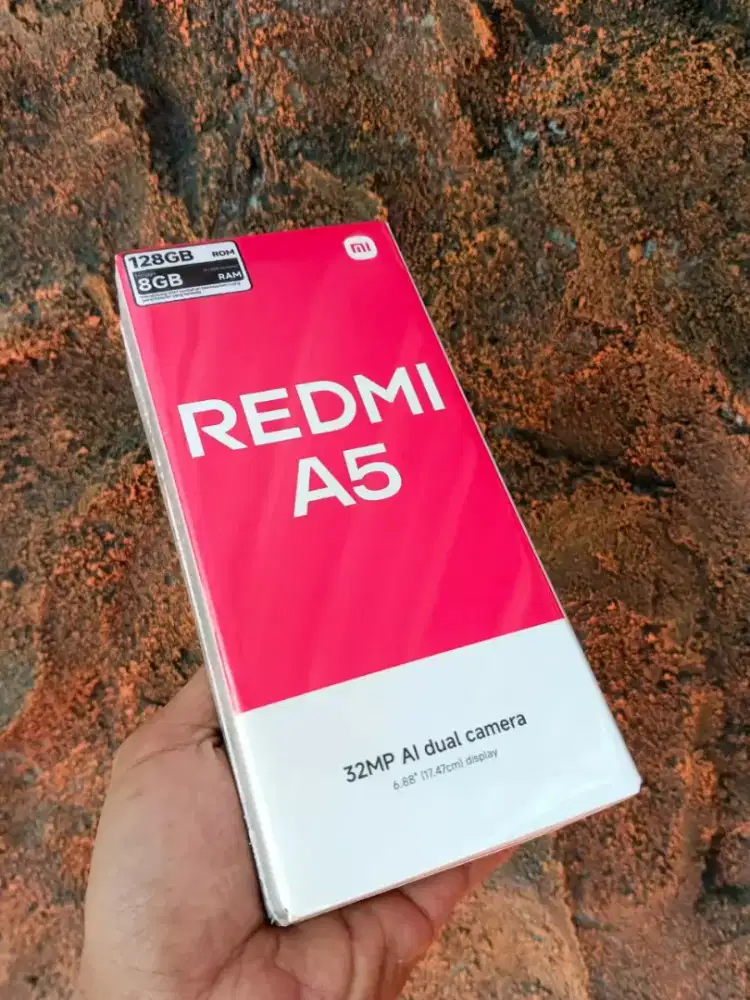 128GB ROM
8GB RAM
mi
REDMI
A5
32MP AI dual camera
6.88" (17.47cm) display